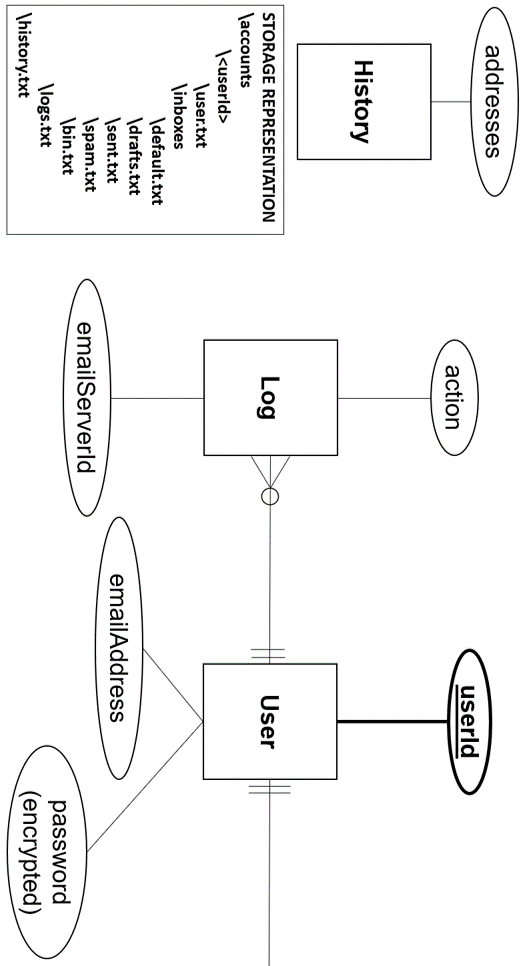 STORAGE REPRESENTATION
\accounts
\<userId>
\user.txt
\inboxes
\default.txt
\drafts.txt
\sent.txt
\spam.txt
\bin.txt
\logs.txt
\history.txt
addresses
History
action
Log
emailServerId
userId
User
emailAddress
password
(encrypted)